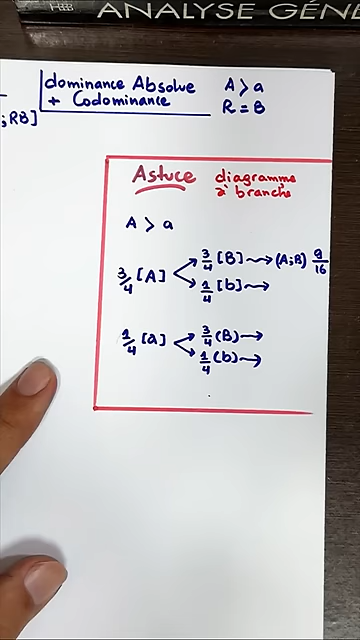 ANALYSE GÉNÉ
dominance Absolue A > a
+ Codominance R = B
;RB]
Astuce diagramme
à branche
A > a
3/4 [A] 3/4 [B] → (A;B) 9/16
1/4 [b] →
1/4 [a] 3/4 (B) →
1/4 (b) →